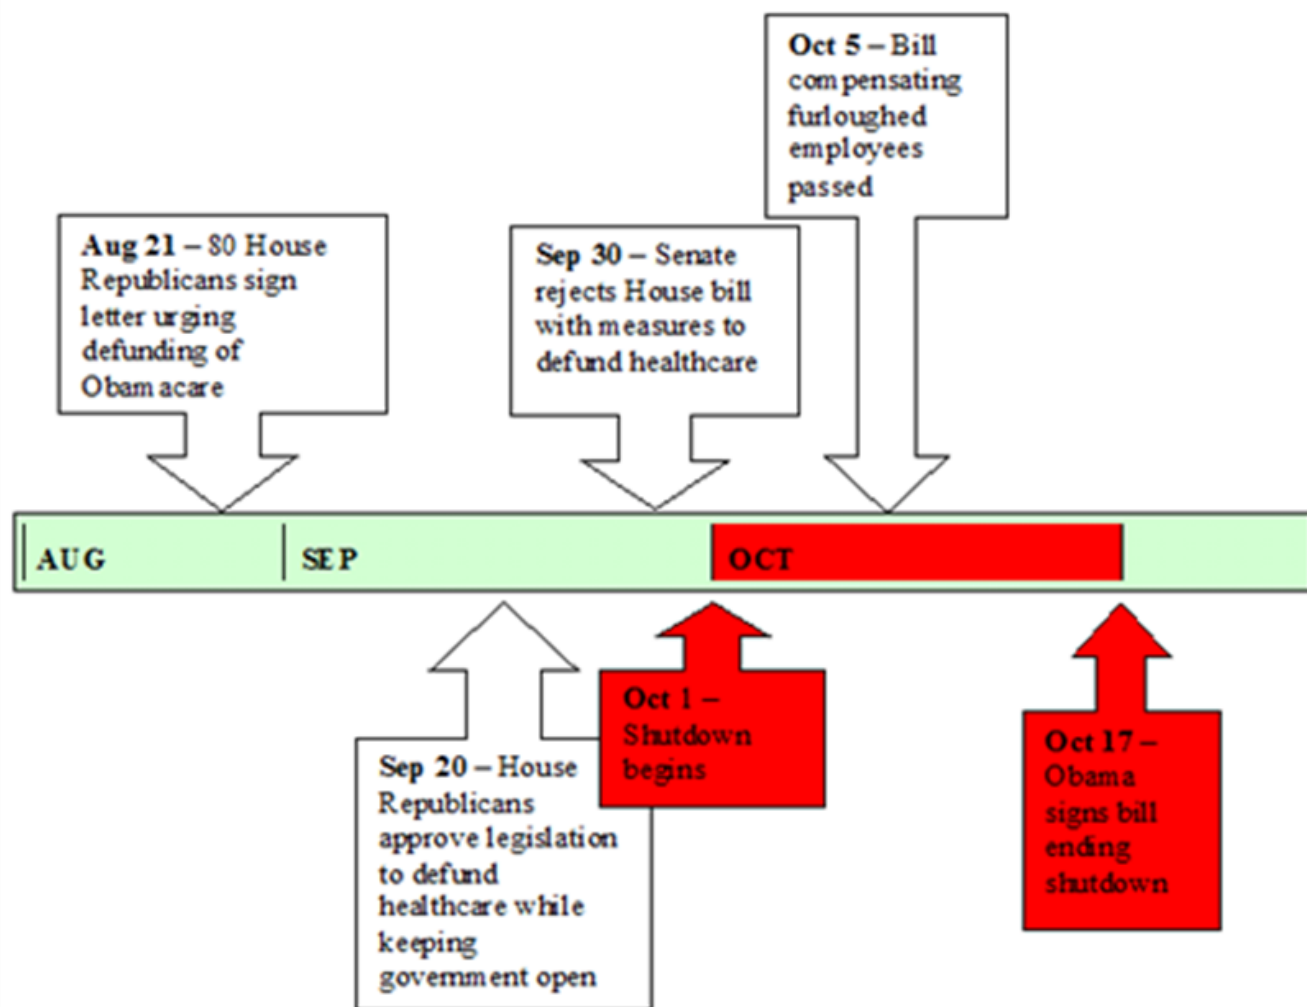 Oct 5 – Bill
compensating
furloughed
employees
passed
Aug 21 – 80 House
Republicans sign
letter urging
defunding of
Obamacare
Sep 30 – Senate
rejects House bill
with measures to
defund healthcare
AUG
SEP
OCT
Sep 20 – House
Republicans
approve legislation
to defund
healthcare while
keeping
government open
Oct 1 –
Shutdown
begins
Oct 17 –
Obama
signs bill
ending
shutdown